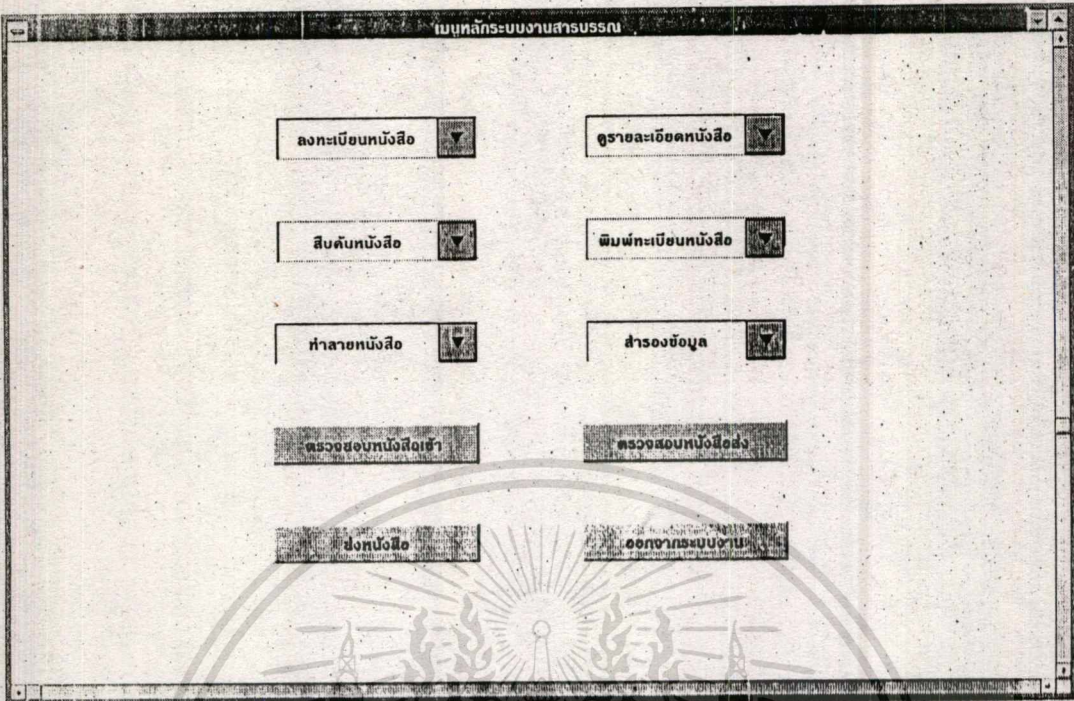 เมนูหลักระบบงานสารบรรณ
ลงทะเบียนหนังสือ
ดูรายละเอียดหนังสือ
สืบค้นหนังสือ
พิมพ์ทะเบียนหนังสือ
ทำลายหนังสือ
สำรองข้อมูล
ตรวจสอบหนังสือเข้า
ตรวจสอบหนังสือส่ง
ส่งหนังสือ
ออกจากระบบงาน